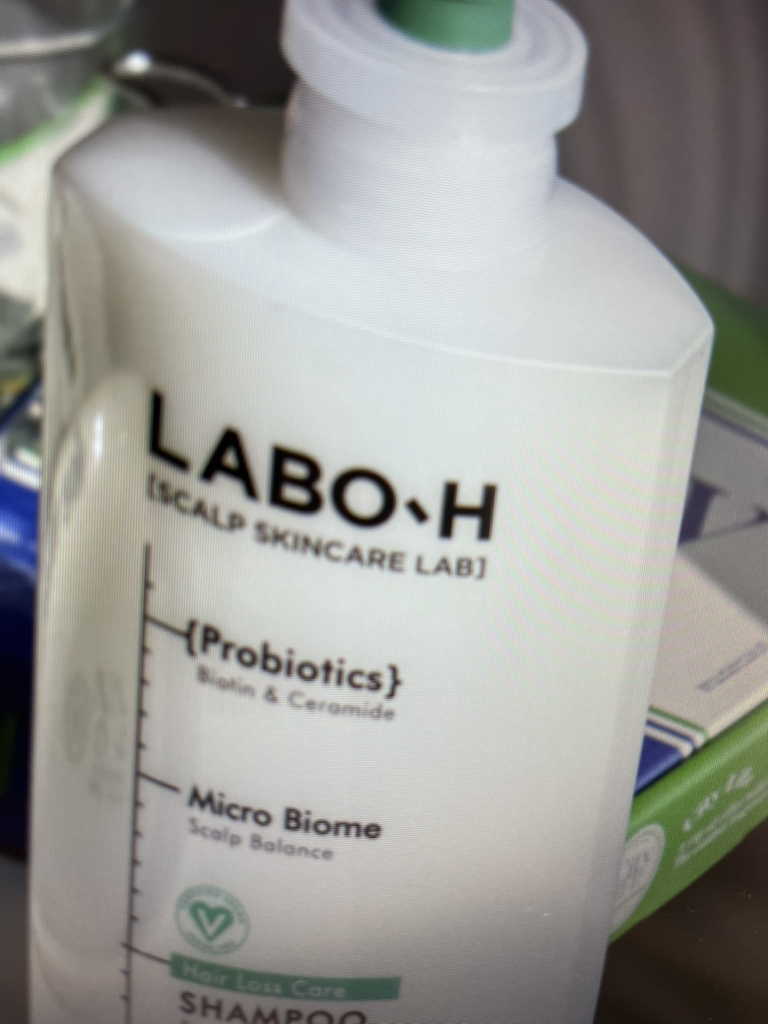 LABO-H
[SCALP SKINCARE LAB]
{Probiotics}
Biotin & Ceramide
Micro Biome
Scalp Balance
Hair Loss Care
SHAMPOO